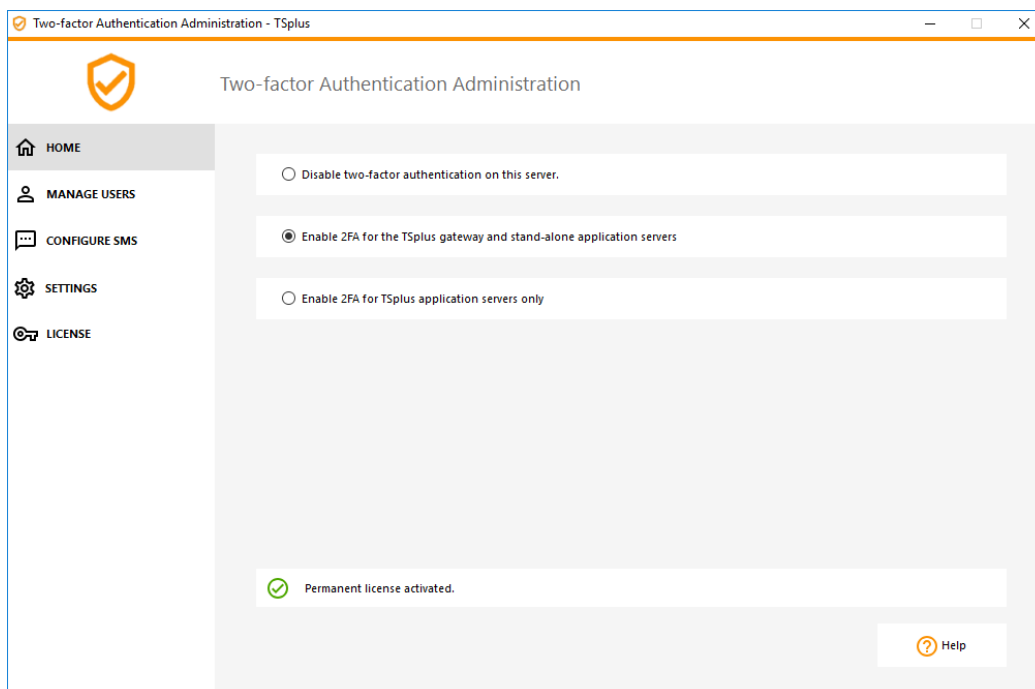 Two-factor Authentication Administration - TSplus
Two-factor Authentication Administration
HOME
MANAGE USERS
CONFIGURE SMS
SETTINGS
LICENSE
Disable two-factor authentication on this server.
Enable 2FA for the TSplus gateway and stand-alone application servers
Enable 2FA for TSplus application servers only
Permanent license activated.
Help